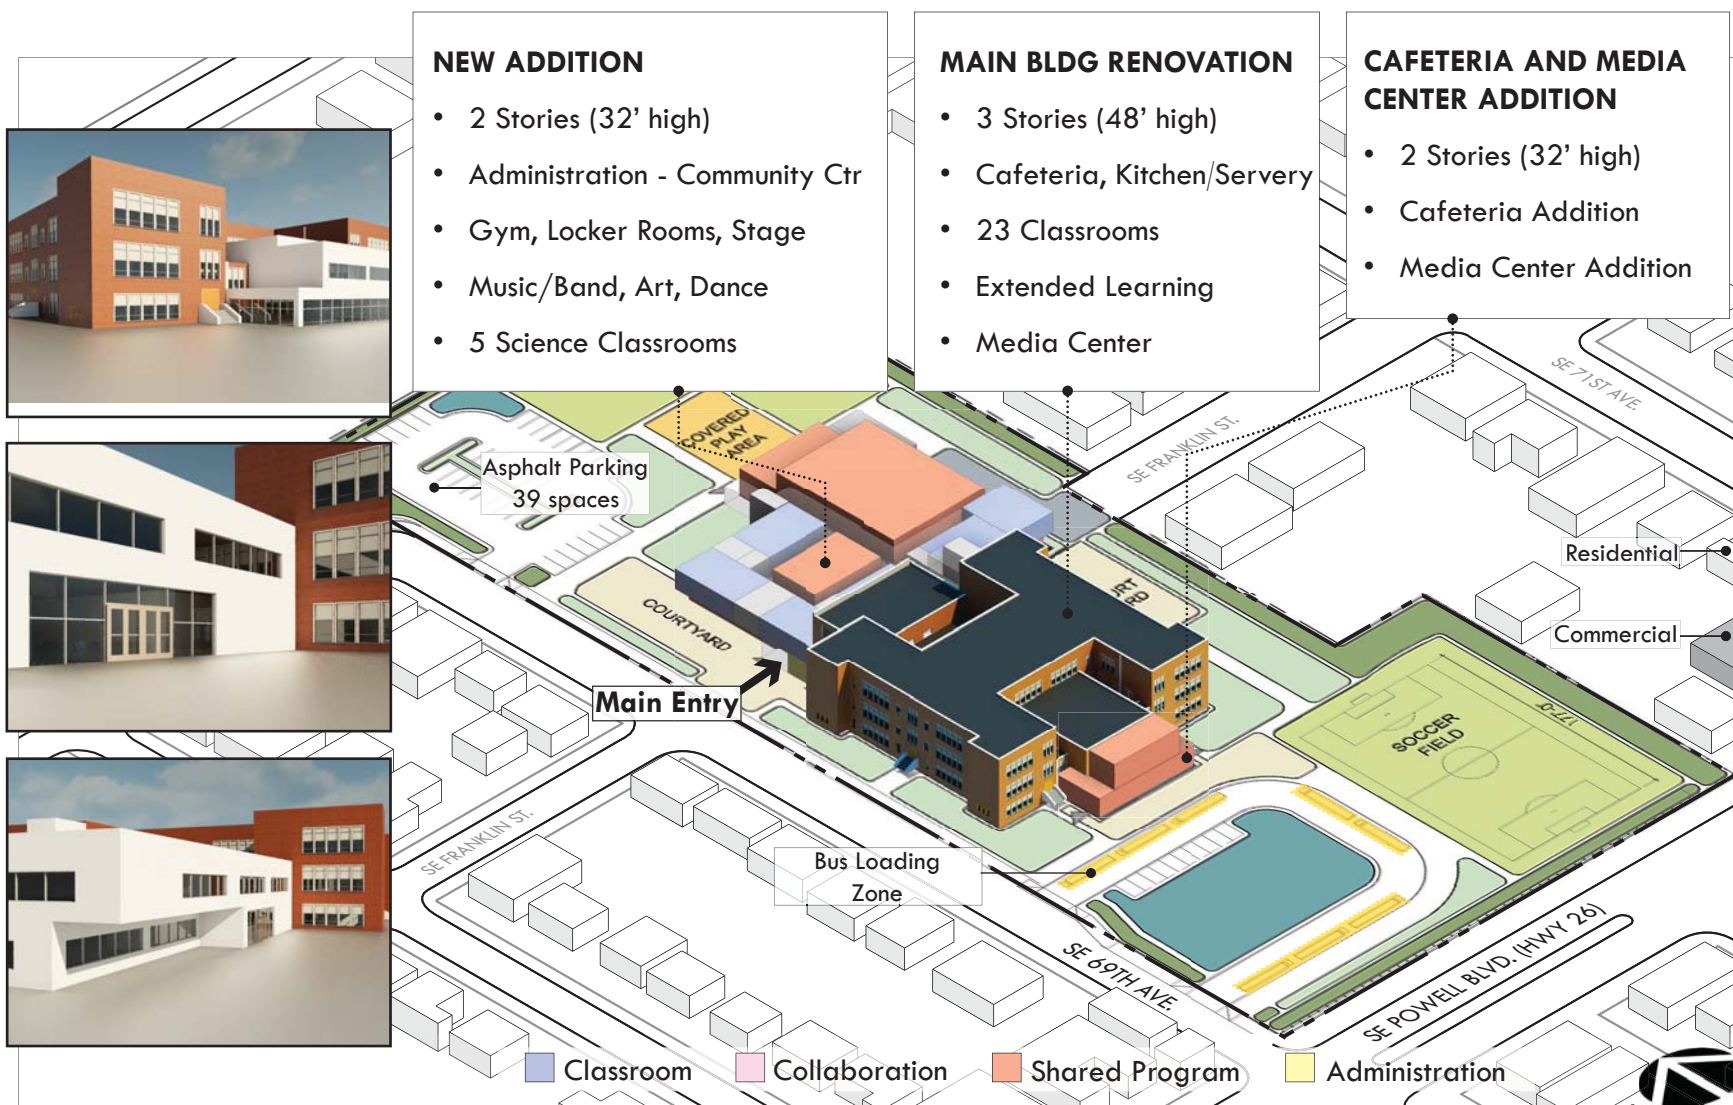 NEW ADDITION
• 2 Stories (32’ high)
• Administration - Community Ctr
• Gym, Locker Rooms, Stage
• Music/Band, Art, Dance
• 5 Science Classrooms
MAIN BLDG RENOVATION
• 3 Stories (48’ high)
• Cafeteria, Kitchen/Servery
• 23 Classrooms
• Extended Learning
• Media Center
CAFETERIA AND MEDIA
CENTER ADDITION
• 2 Stories (32’ high)
• Cafeteria Addition
• Media Center Addition
SE 71ST AVE.
SE FRANKLIN ST.
COVERED
PLAY
AREA
Asphalt Parking
39 spaces
Residential
Commercial
COURTYARD
URT
RD
Main Entry
SOCCER
FIELD
177'-0"
SE FRANKLIN ST.
Bus Loading
Zone
SE 69TH AVE.
SE POWELL BLVD. (HWY 26)
Classroom
Collaboration
Shared Program
Administration